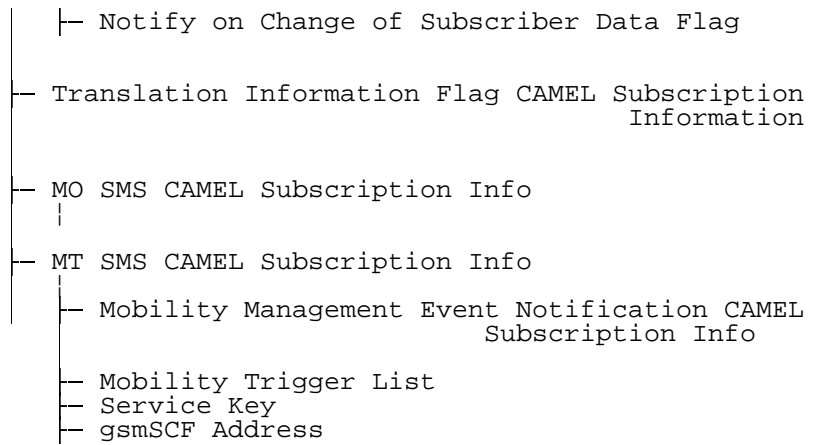 Notify on Change of Subscriber Data Flag
Translation Information Flag CAMEL Subscription
Information
MO SMS CAMEL Subscription Info
MT SMS CAMEL Subscription Info
Mobility Management Event Notification CAMEL
Subscription Info
Mobility Trigger List
Service Key
gsmSCF Address